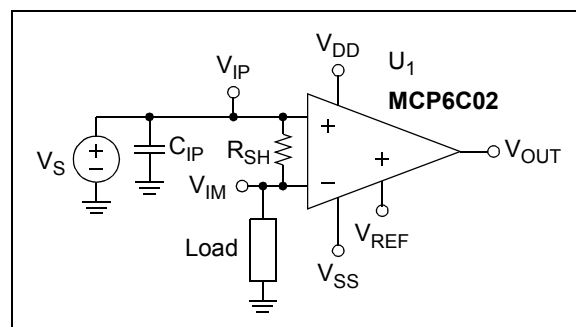 V_DD
U_1
V_IP
MCP6C02
+
+
−
V_S
C_IP
R_SH
+
V_OUT
V_IM
−
Load
V_REF
V_SS